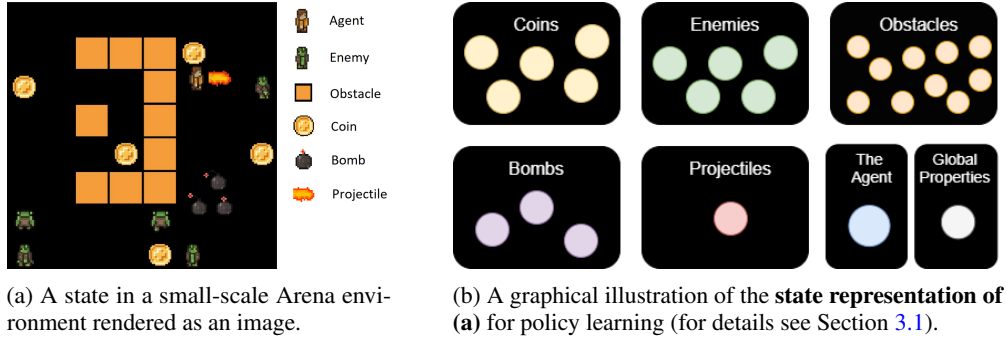 Agent
Enemy
Obstacle
Coin
Bomb
Projectile
(a) A state in a small-scale Arena envi-
ronment rendered as an image.
Coins
Enemies
Obstacles
Bombs
Projectiles
The
Agent
Global
Properties
(b) A graphical illustration of the state representation of
(a) for policy learning (for details see Section 3.1).